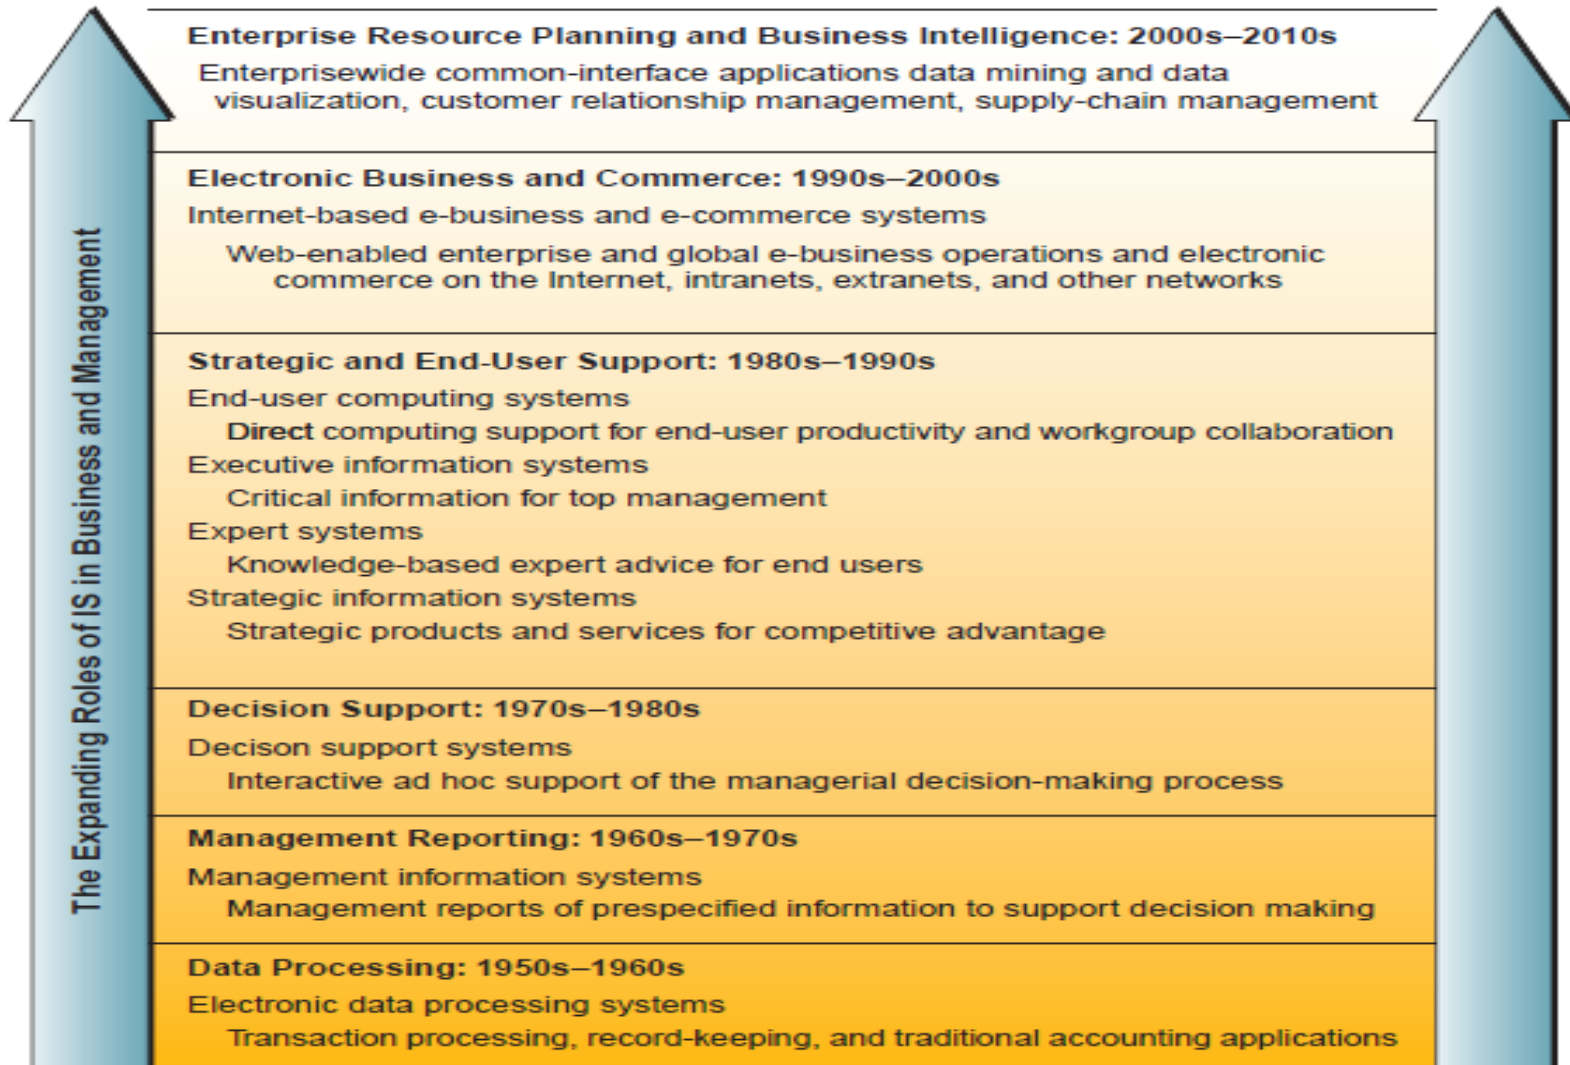 The Expanding Roles of IS in Business and Management
Enterprise Resource Planning and Business Intelligence: 2000s–2010s
Enterprisewide common-interface applications data mining and data
visualization, customer relationship management, supply-chain management
Electronic Business and Commerce: 1990s–2000s
Internet-based e-business and e-commerce systems
Web-enabled enterprise and global e-business operations and electronic
commerce on the Internet, intranets, extranets, and other networks
Strategic and End-User Support: 1980s–1990s
End-user computing systems
Direct computing support for end-user productivity and workgroup collaboration
Executive information systems
Critical information for top management
Expert systems
Knowledge-based expert advice for end users
Strategic information systems
Strategic products and services for competitive advantage
Decision Support: 1970s–1980s
Decison support systems
Interactive ad hoc support of the managerial decision-making process
Management Reporting: 1960s–1970s
Management information systems
Management reports of prespecified information to support decision making
Data Processing: 1950s–1960s
Electronic data processing systems
Transaction processing, record-keeping, and traditional accounting applications